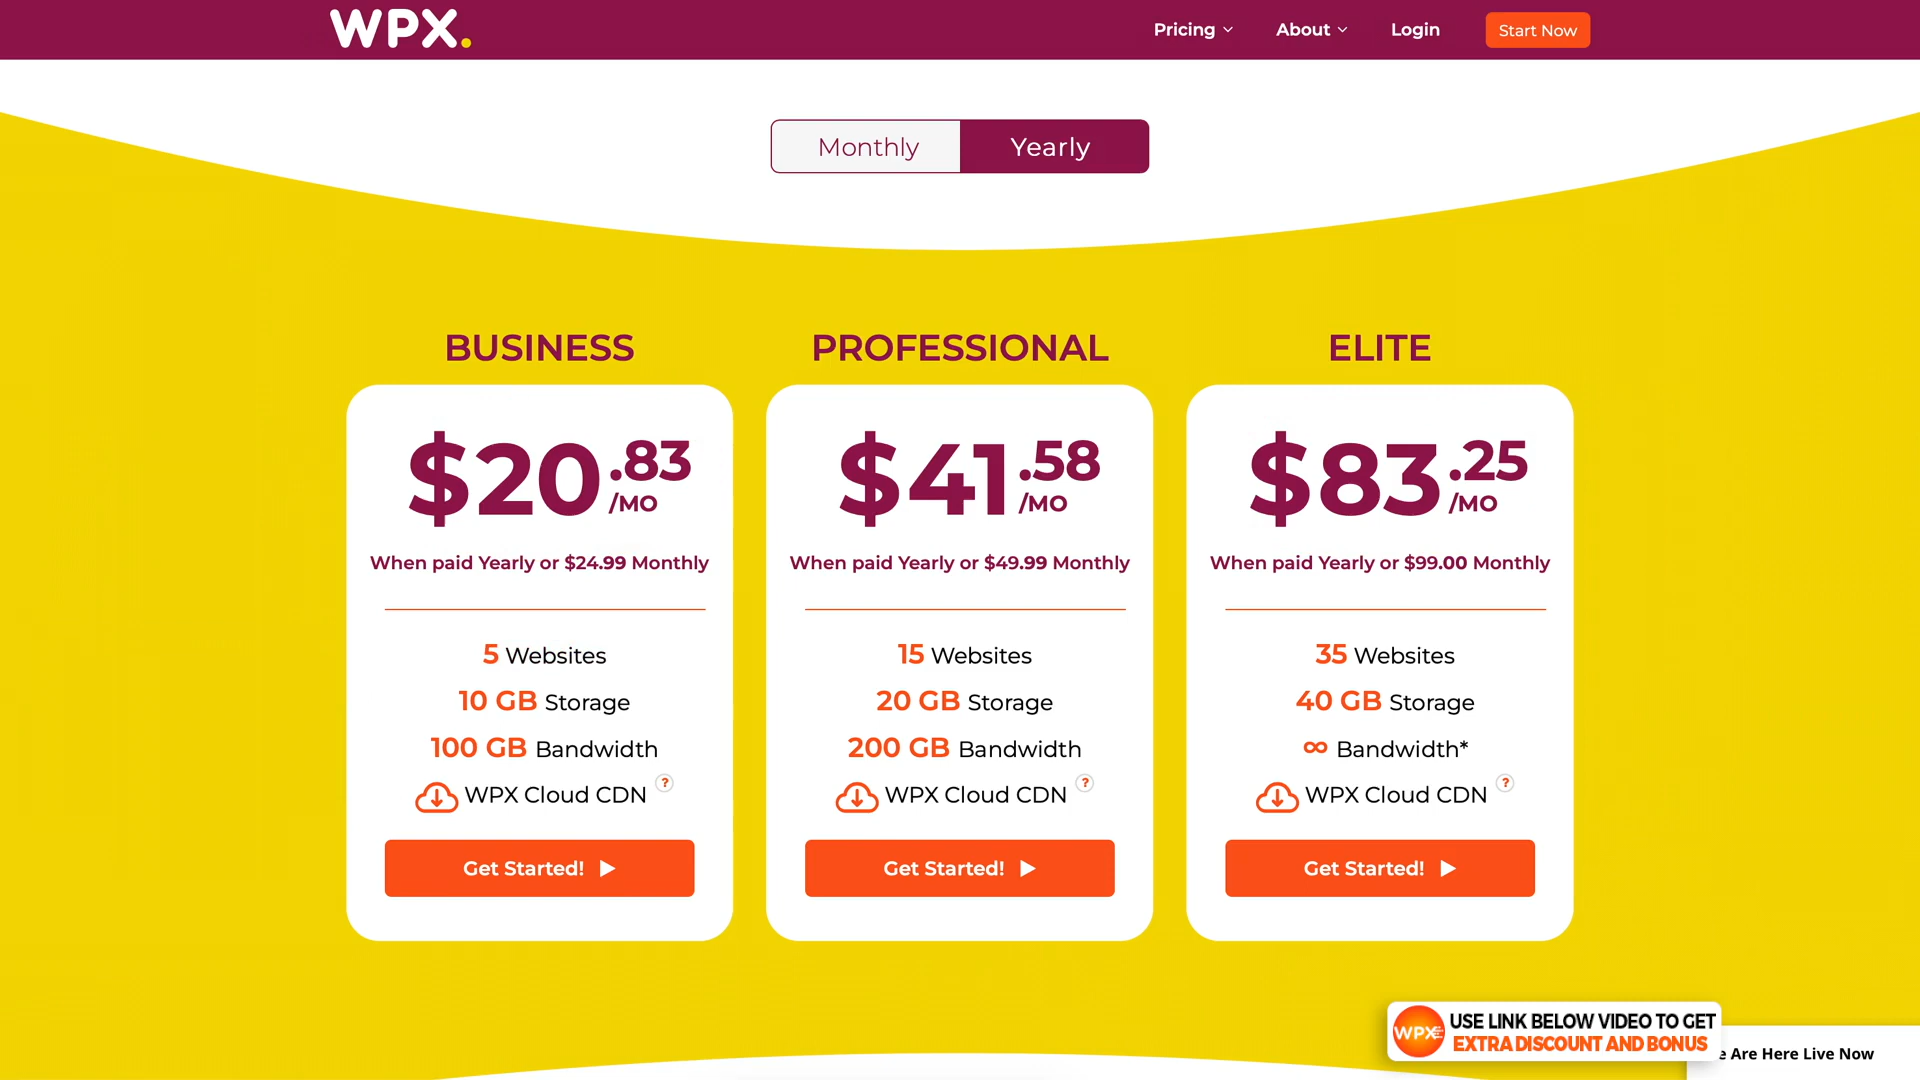 WPX.
Pricing
About
Login
Start Now
Monthly
Yearly
BUSINESS
$20.83/MO
When paid Yearly or $24.99 Monthly
5 Websites
10 GB Storage
100 GB Bandwidth
WPX Cloud CDN ?
Get Started!
PROFESSIONAL
$41.58/MO
When paid Yearly or $49.99 Monthly
15 Websites
20 GB Storage
200 GB Bandwidth
WPX Cloud CDN ?
Get Started!
ELITE
$83.25/MO
When paid Yearly or $99.00 Monthly
35 Websites
40 GB Storage
∞ Bandwidth*
WPX Cloud CDN ?
Get Started!
WPX
USE LINK BELOW VIDEO TO GET
EXTRA DISCOUNT AND BONUS
Are Here Live Now